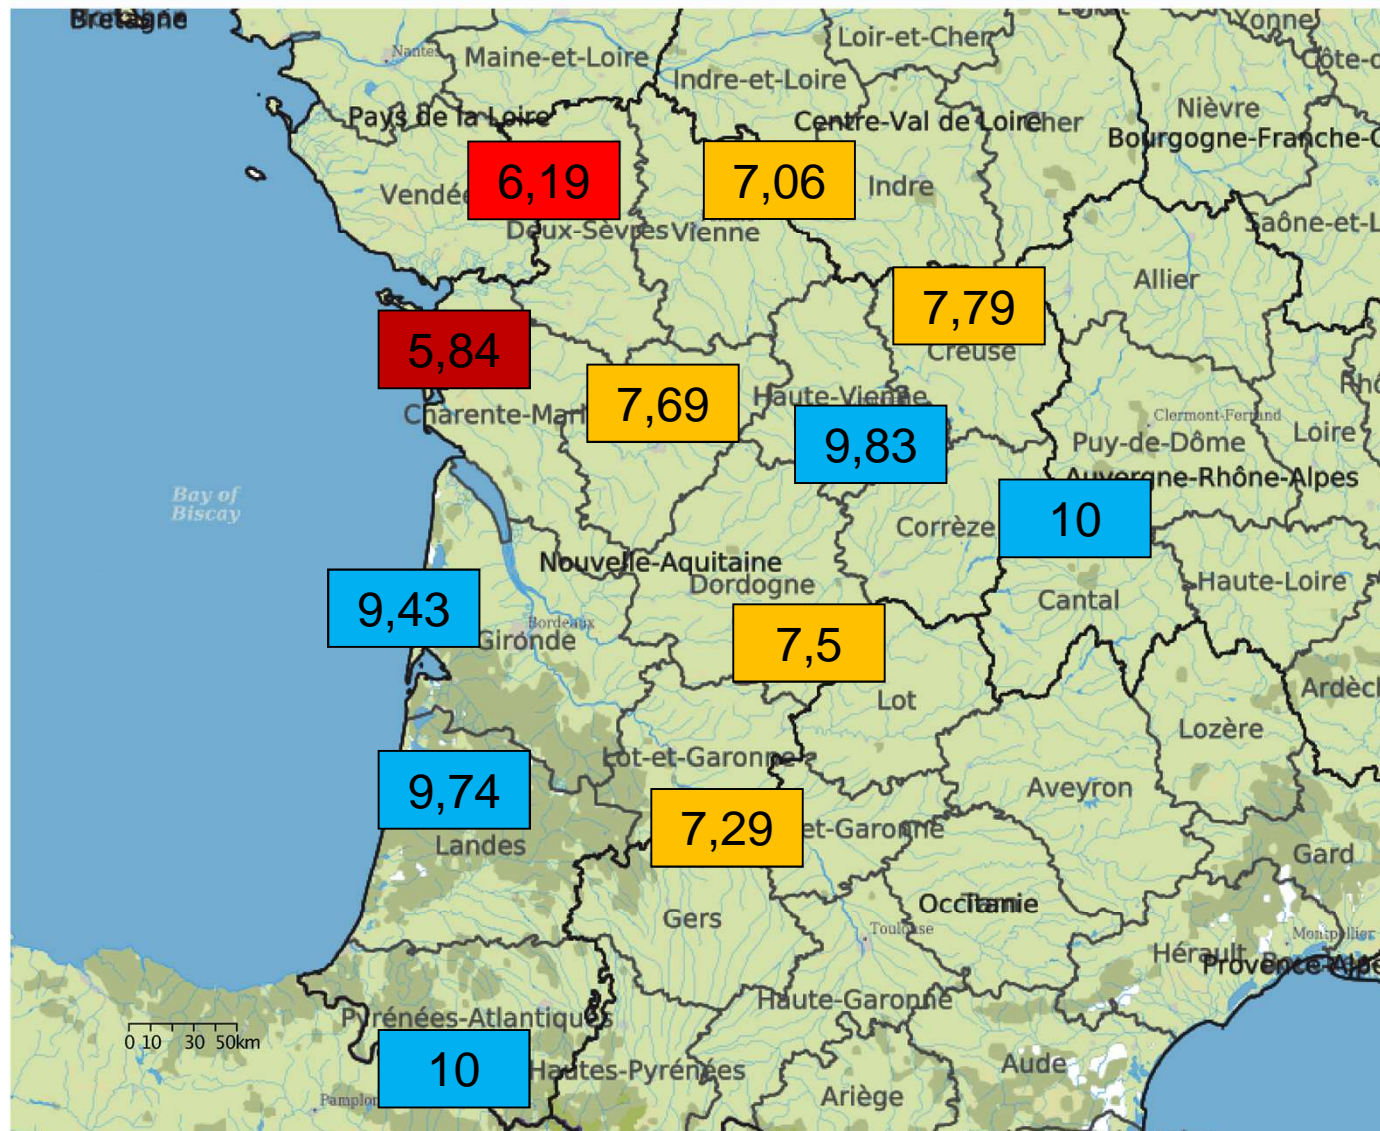 Bretagne
Nantes
Maine-et-Loire
Loir-et-Cher
Yonne
Côte-d
Indre-et-Loire
Pays de la Loire
Centre-Val de Loire
Cher
Nièvre
Bourgogne-Franche-C
Vendée
6,19
7,06
Indre
Deux-Sèvres
Vienne
Saône-et-L
Allier
7,79
5,84
Creuse
Haute-Vienne
Rhô
7,69
Charente-Mari
9,83
Clermont-Ferrand
Puy-de-Dôme
Loire
Auvergne-Rhône-Alpes
Bay of
Biscay
10
Corrèze
Nouvelle-Aquitaine
Dordogne
Haute-Loire
Cantal
9,43
Bordeaux
Gironde
7,5
Lot
Ardèch
Lozère
Lot-et-Garonne
9,74
Aveyron
7,29
et-Garonne
Landes
Gard
Occitanie
Tarn
Gers
Toulouse
Montpellier
Hérault
Provence-Alpe
Haute-Garonne
Pyrénées-Atlantiques
0 10 30 50km
10
Hautes-Pyrénées
Aude
Ariège
Pamplon